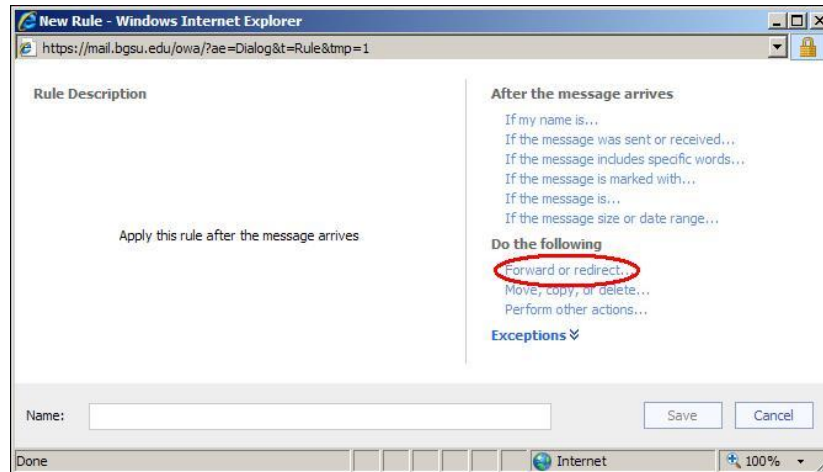 New Rule - Windows Internet Explorer
https://mail.bgsu.edu/owa/?ae=Dialog&t=Rule&tmp=1
Rule Description
Apply this rule after the message arrives
After the message arrives
If my name is...
If the message was sent or received...
If the message includes specific words...
If the message is marked with...
If the message is...
If the message size or date range...
Do the following
Forward or redirect...
Move, copy, or delete...
Perform other actions...
Exceptions
Name:
Save
Cancel
Done
Internet
100%